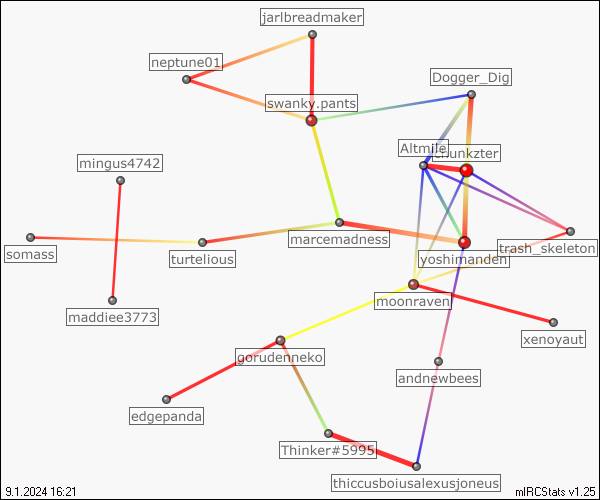 jarlbreadmaker
neptune01
Dogger_Dig
swanky.pants
Altmile
mingus4742
marcemadness
trash_skeleton
somass
turtelious
yoshimanden
moonraven
maddiee3773
xenoyaut
gorudenneko
andnewbees
edgepanda
Thinker#5995
thiccusboiusalexusjoneus
9.1.2024 16:21
mIRCStats v1.25